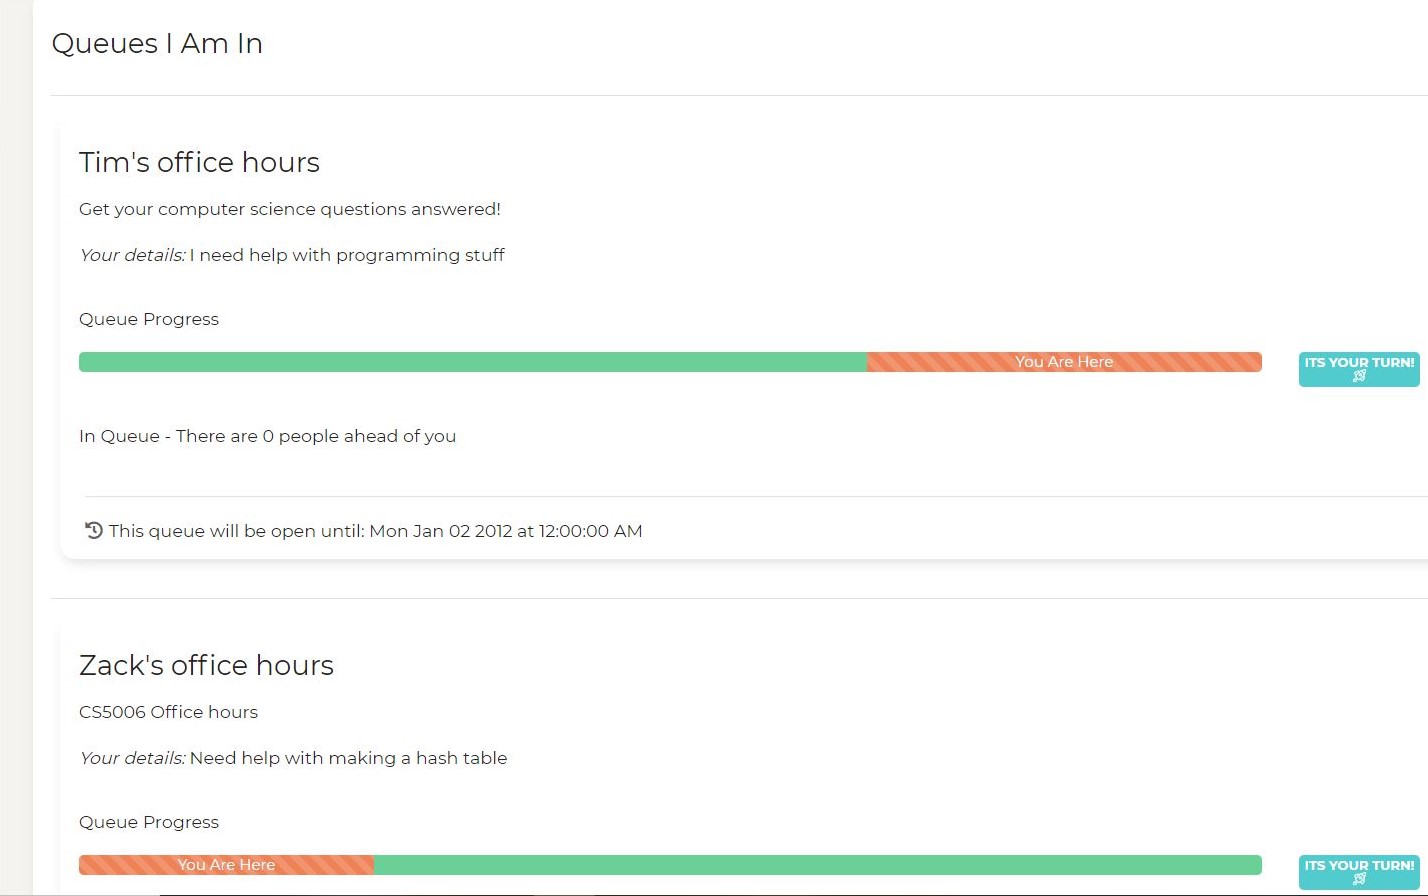 Queues I Am In
Tim's office hours
Get your computer science questions answered!
Your details: I need help with programming stuff
Queue Progress
You Are Here
ITS YOUR TURN!
In Queue - There are 0 people ahead of you
This queue will be open until: Mon Jan 02 2012 at 12:00:00 AM
Zack's office hours
CS5006 Office hours
Your details: Need help with making a hash table
Queue Progress
You Are Here
ITS YOUR TURN!